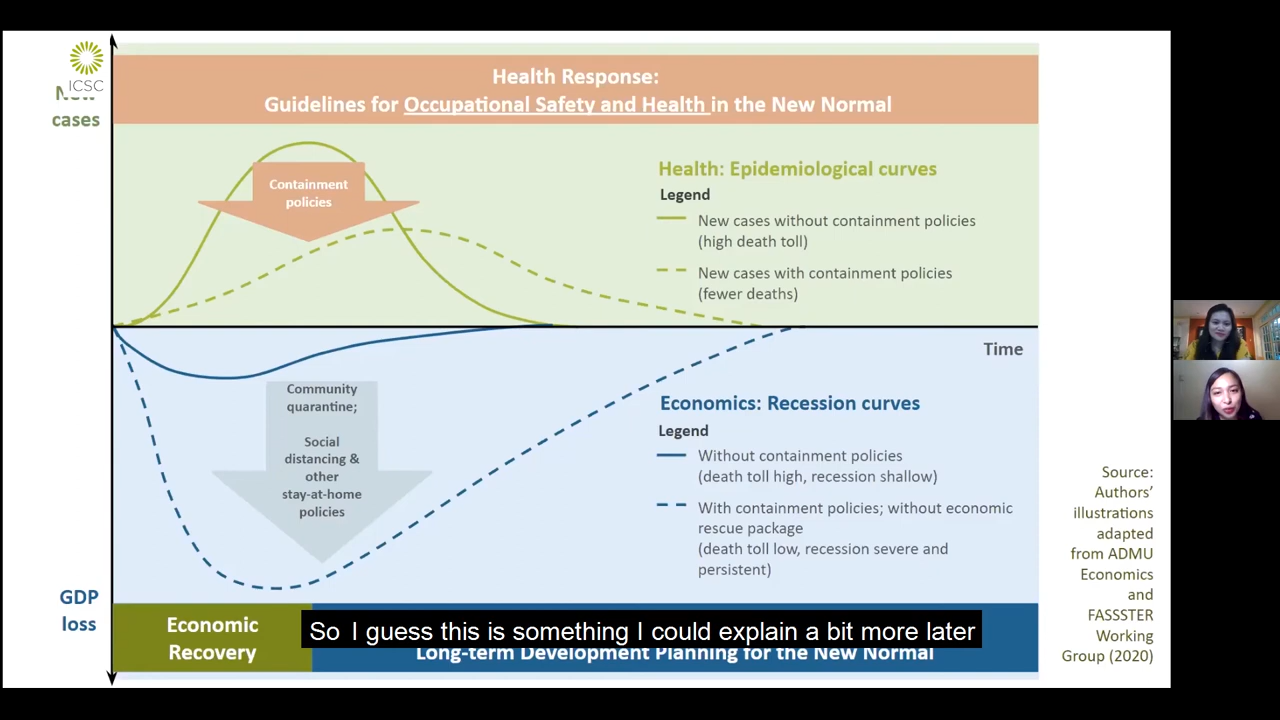 ICSC
New
cases
Health Response:
Guidelines for Occupational Safety and Health in the New Normal
Containment
policies
Health: Epidemiological curves
Legend
New cases without containment policies
(high death toll)
New cases with containment policies
(fewer deaths)
Time
Community
quarantine;
Social
distancing &
other
stay-at-home
policies
Economics: Recession curves
Legend
Without containment policies
(death toll high, recession shallow)
With containment policies; without economic
rescue package
(death toll low, recession severe and
persistent)
Source:
Authors’
illustrations
adapted
from ADMU
Economics
and
FASSSTER
Working
Group (2020)
GDP
loss
Economic
Recovery
So I guess this is something I could explain a bit more later
Long-term Development Planning for the New Normal